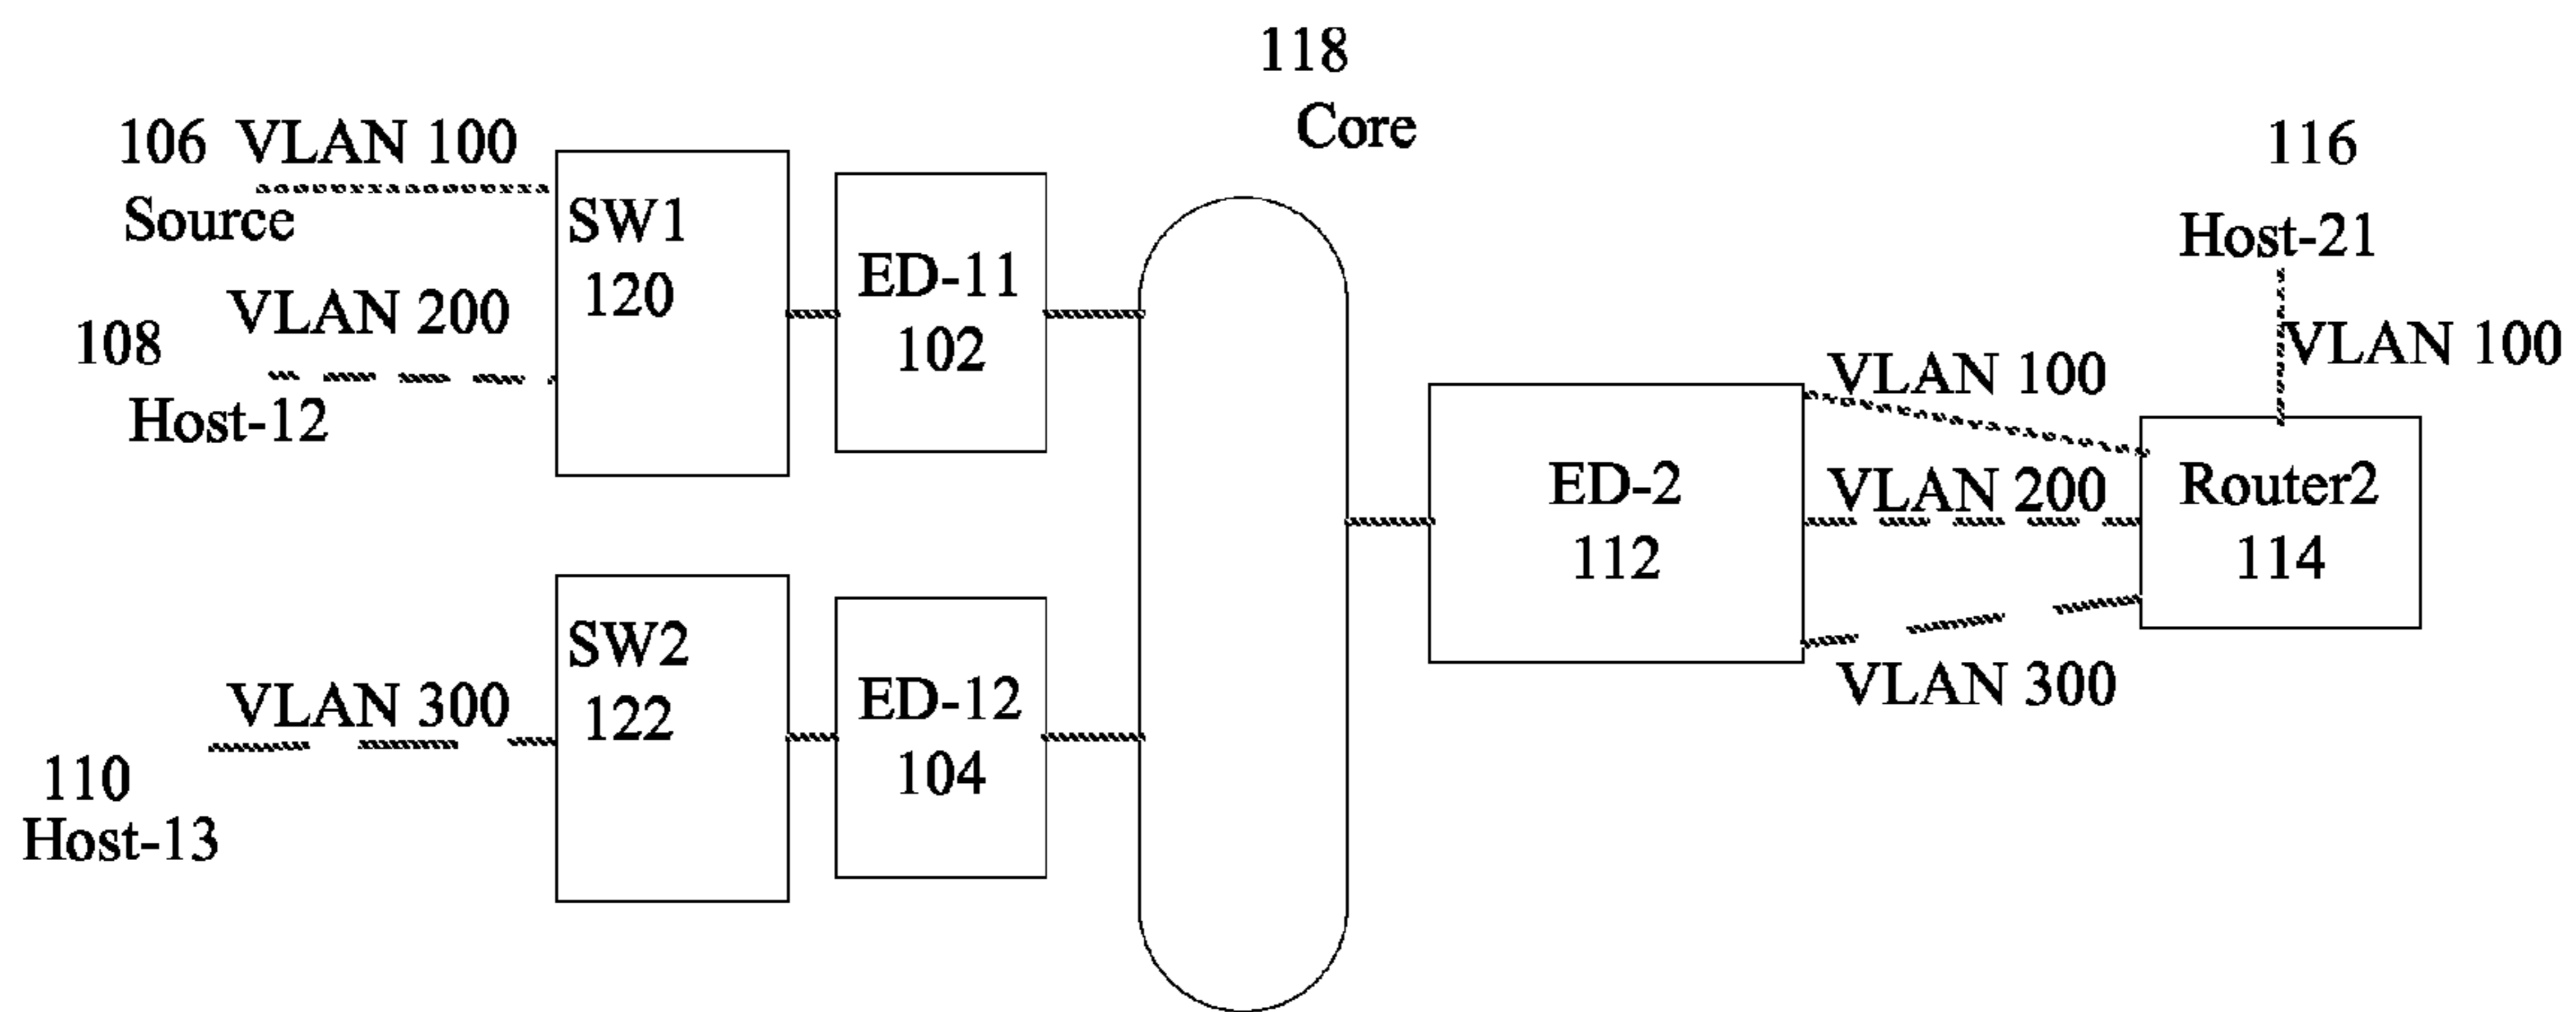 118
Core
106 VLAN 100
Source
SW1
120
VLAN 200
108
Host-12
ED-11
102
116
Host-21
VLAN 100
VLAN 100
ED-2
112
VLAN 200
Router2
114
VLAN 300
SW2
122
VLAN 300
110
Host-13
ED-12
104